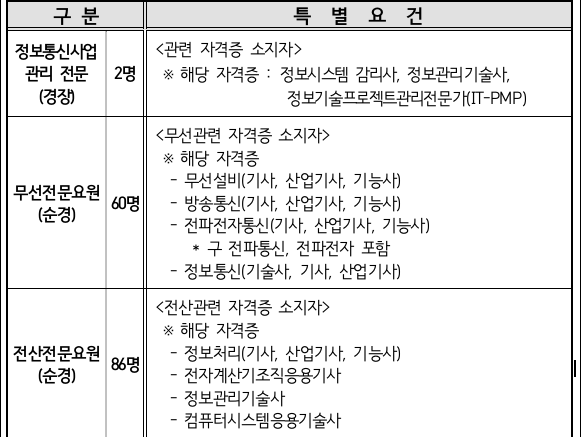 구 분 특 별 요 건
정보통신사업
관리 전문
(경장)
2명
<관련 자격증 소지자>
※ 해당 자격증 : 정보시스템 감리사, 정보관리기술사,
정보기술프로젝트관리전문가(IT-PMP)
무선전문요원
(순경)
60명
<무선관련 자격증 소지자>
※ 해당 자격증
- 무선설비(기사, 산업기사, 기능사)
- 방송통신(기사, 산업기사, 기능사)
- 전파전자통신(기사, 산업기사, 기능사)
* 구 전파통신, 전파전자 포함
- 정보통신(기술사, 기사, 산업기사)
전산전문요원
(순경)
86명
<전산관련 자격증 소지자>
※ 해당 자격증
- 정보처리(기사, 산업기사, 기능사)
- 전자계산기조직응용기사
- 정보관리기술사
- 컴퓨터시스템응용기술사